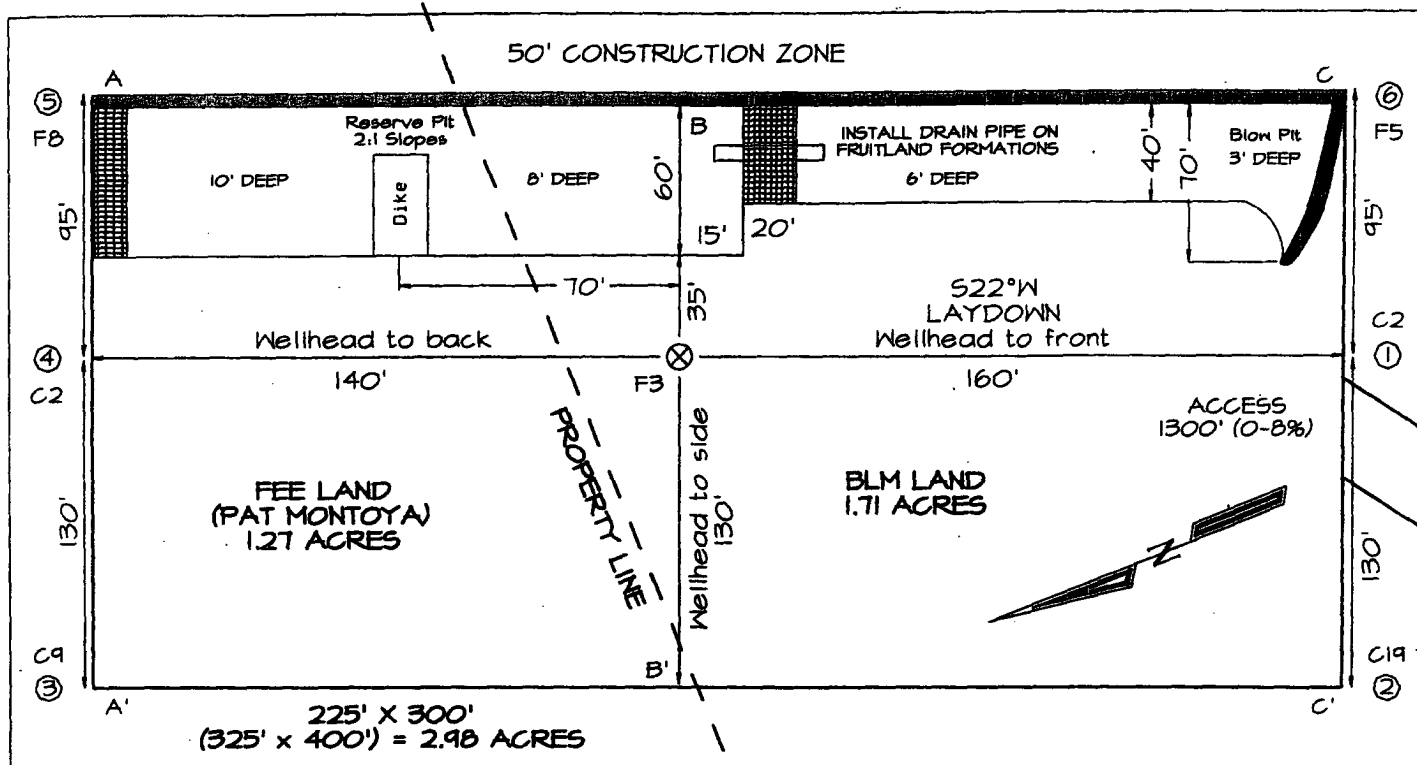 50' CONSTRUCTION ZONE
A
C
⑤
⑥
F8
F5
Reserve Pit
2:1 Slopes
10' DEEP
Dike
8' DEEP
60'
B
INSTALL DRAIN PIPE ON
FRUITLAND FORMATIONS
6' DEEP
40'
70'
Blow Pit
3' DEEP
95'
95'
15'
20'
70'
35'
S22°W
LAYDOWN
Wellhead to back
Wellhead to front
C2
④
①
140'
F3
160'
C2
ACCESS
1300' (0-8%)
PROPERTY LINE
Wellhead to side
130'
FEE LAND
(PAT MONTOYA)
1.27 ACRES
BLM LAND
1.71 ACRES
N
130'
130'
C9
C19
③
②
A'
B'
C'
225' X 300'
(325' x 400') = 2.98 ACRES